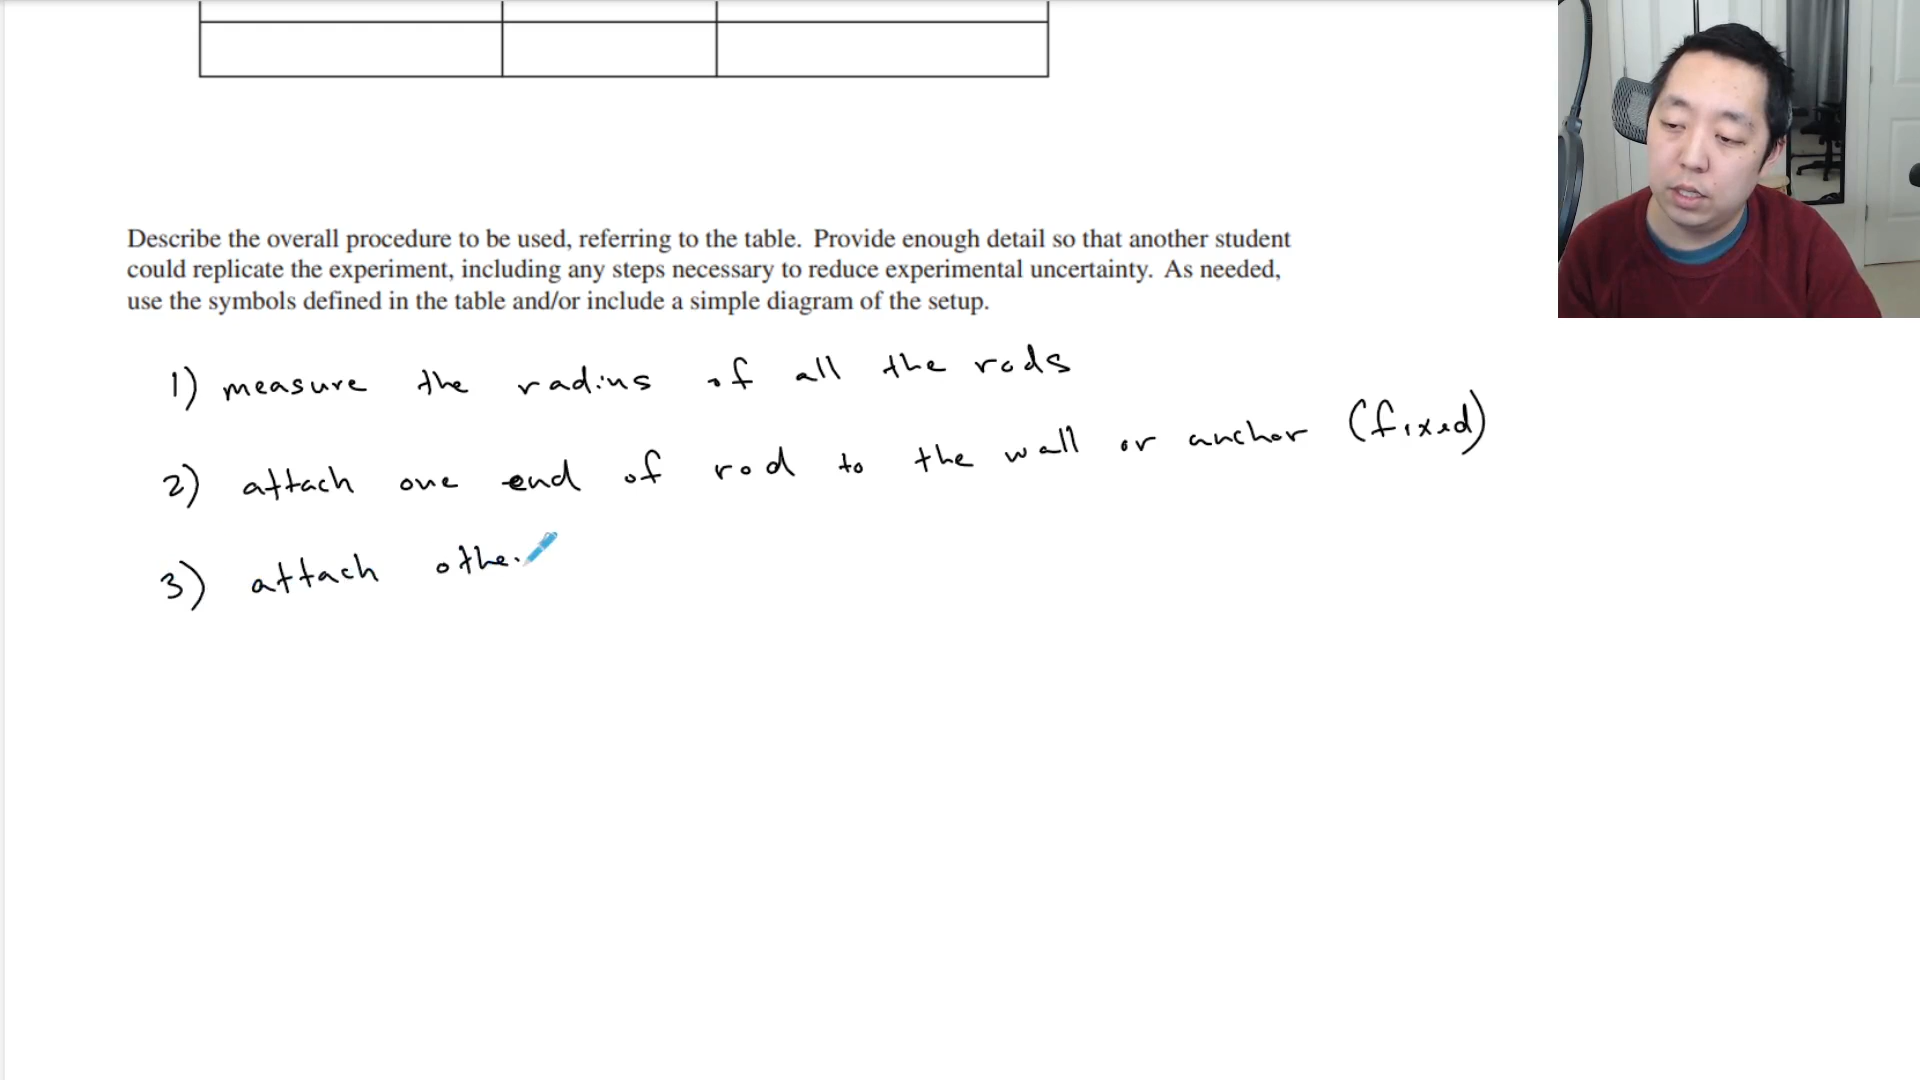 Describe the overall procedure to be used, referring to the table. Provide enough detail so that another student
could replicate the experiment, including any steps necessary to reduce experimental uncertainty. As needed,
use the symbols defined in the table and/or include a simple diagram of the setup.
1) measure the radius of all the rods
2) attach one end of rod to the wall or anchor (fixed)
3) attach othe